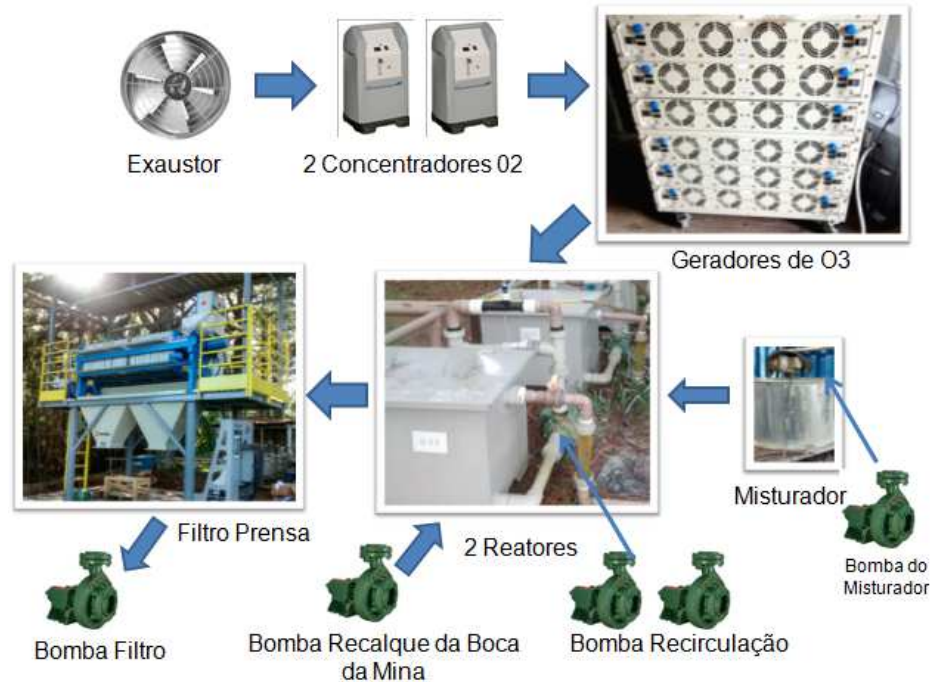 Exaustor
2 Concentradores 02
Geradores de O3
Filtro Prensa
2 Reatores
Misturador
Bomba do
Misturador
Bomba Filtro
Bomba Recalque da Boca
da Mina
Bomba Recirculação